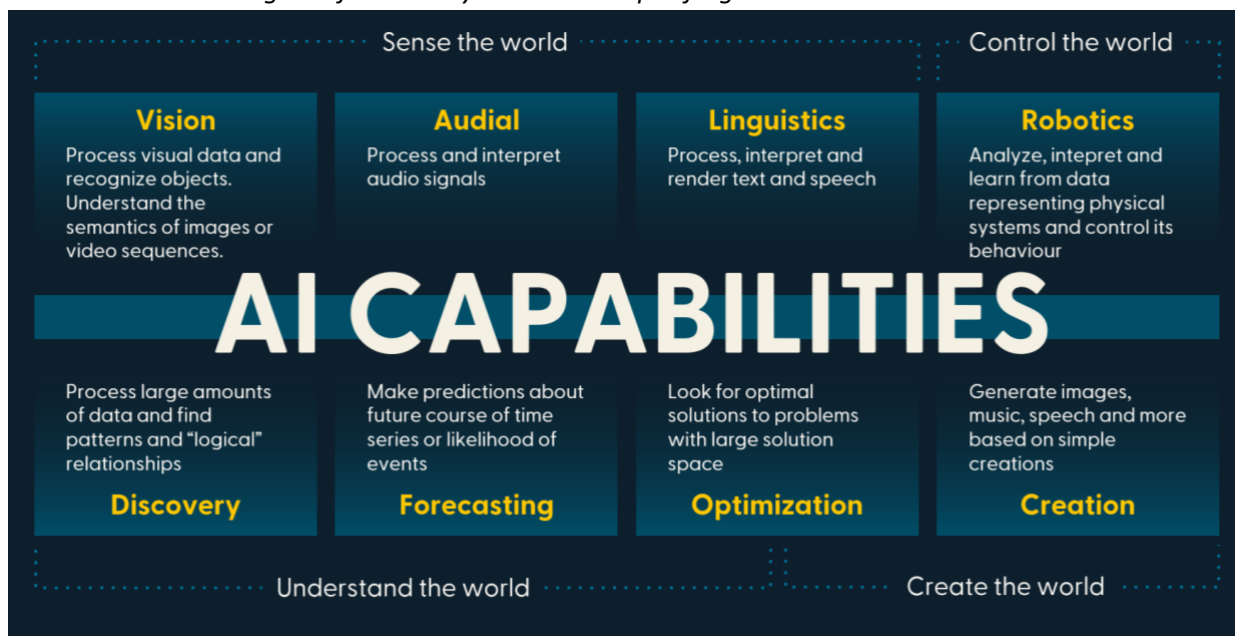 Sense the world
Control the world
Vision
Process visual data and
recognize objects.
Understand the
semantics of images or
video sequences.
Audial
Process and interpret
audio signals
Linguistics
Process, interpret and
render text and speech
Robotics
Analyze, intepret and
learn from data
representing physical
systems and control its
behaviour
AI CAPABILITIES
Process large amounts
of data and find
patterns and “logical”
relationships
Discovery
Make predictions about
future course of time
series or likelihood of
events
Forecasting
Look for optimal
solutions to problems
with large solution
space
Optimization
Generate images,
music, speech and more
based on simple
creations
Creation
Understand the world
Create the world